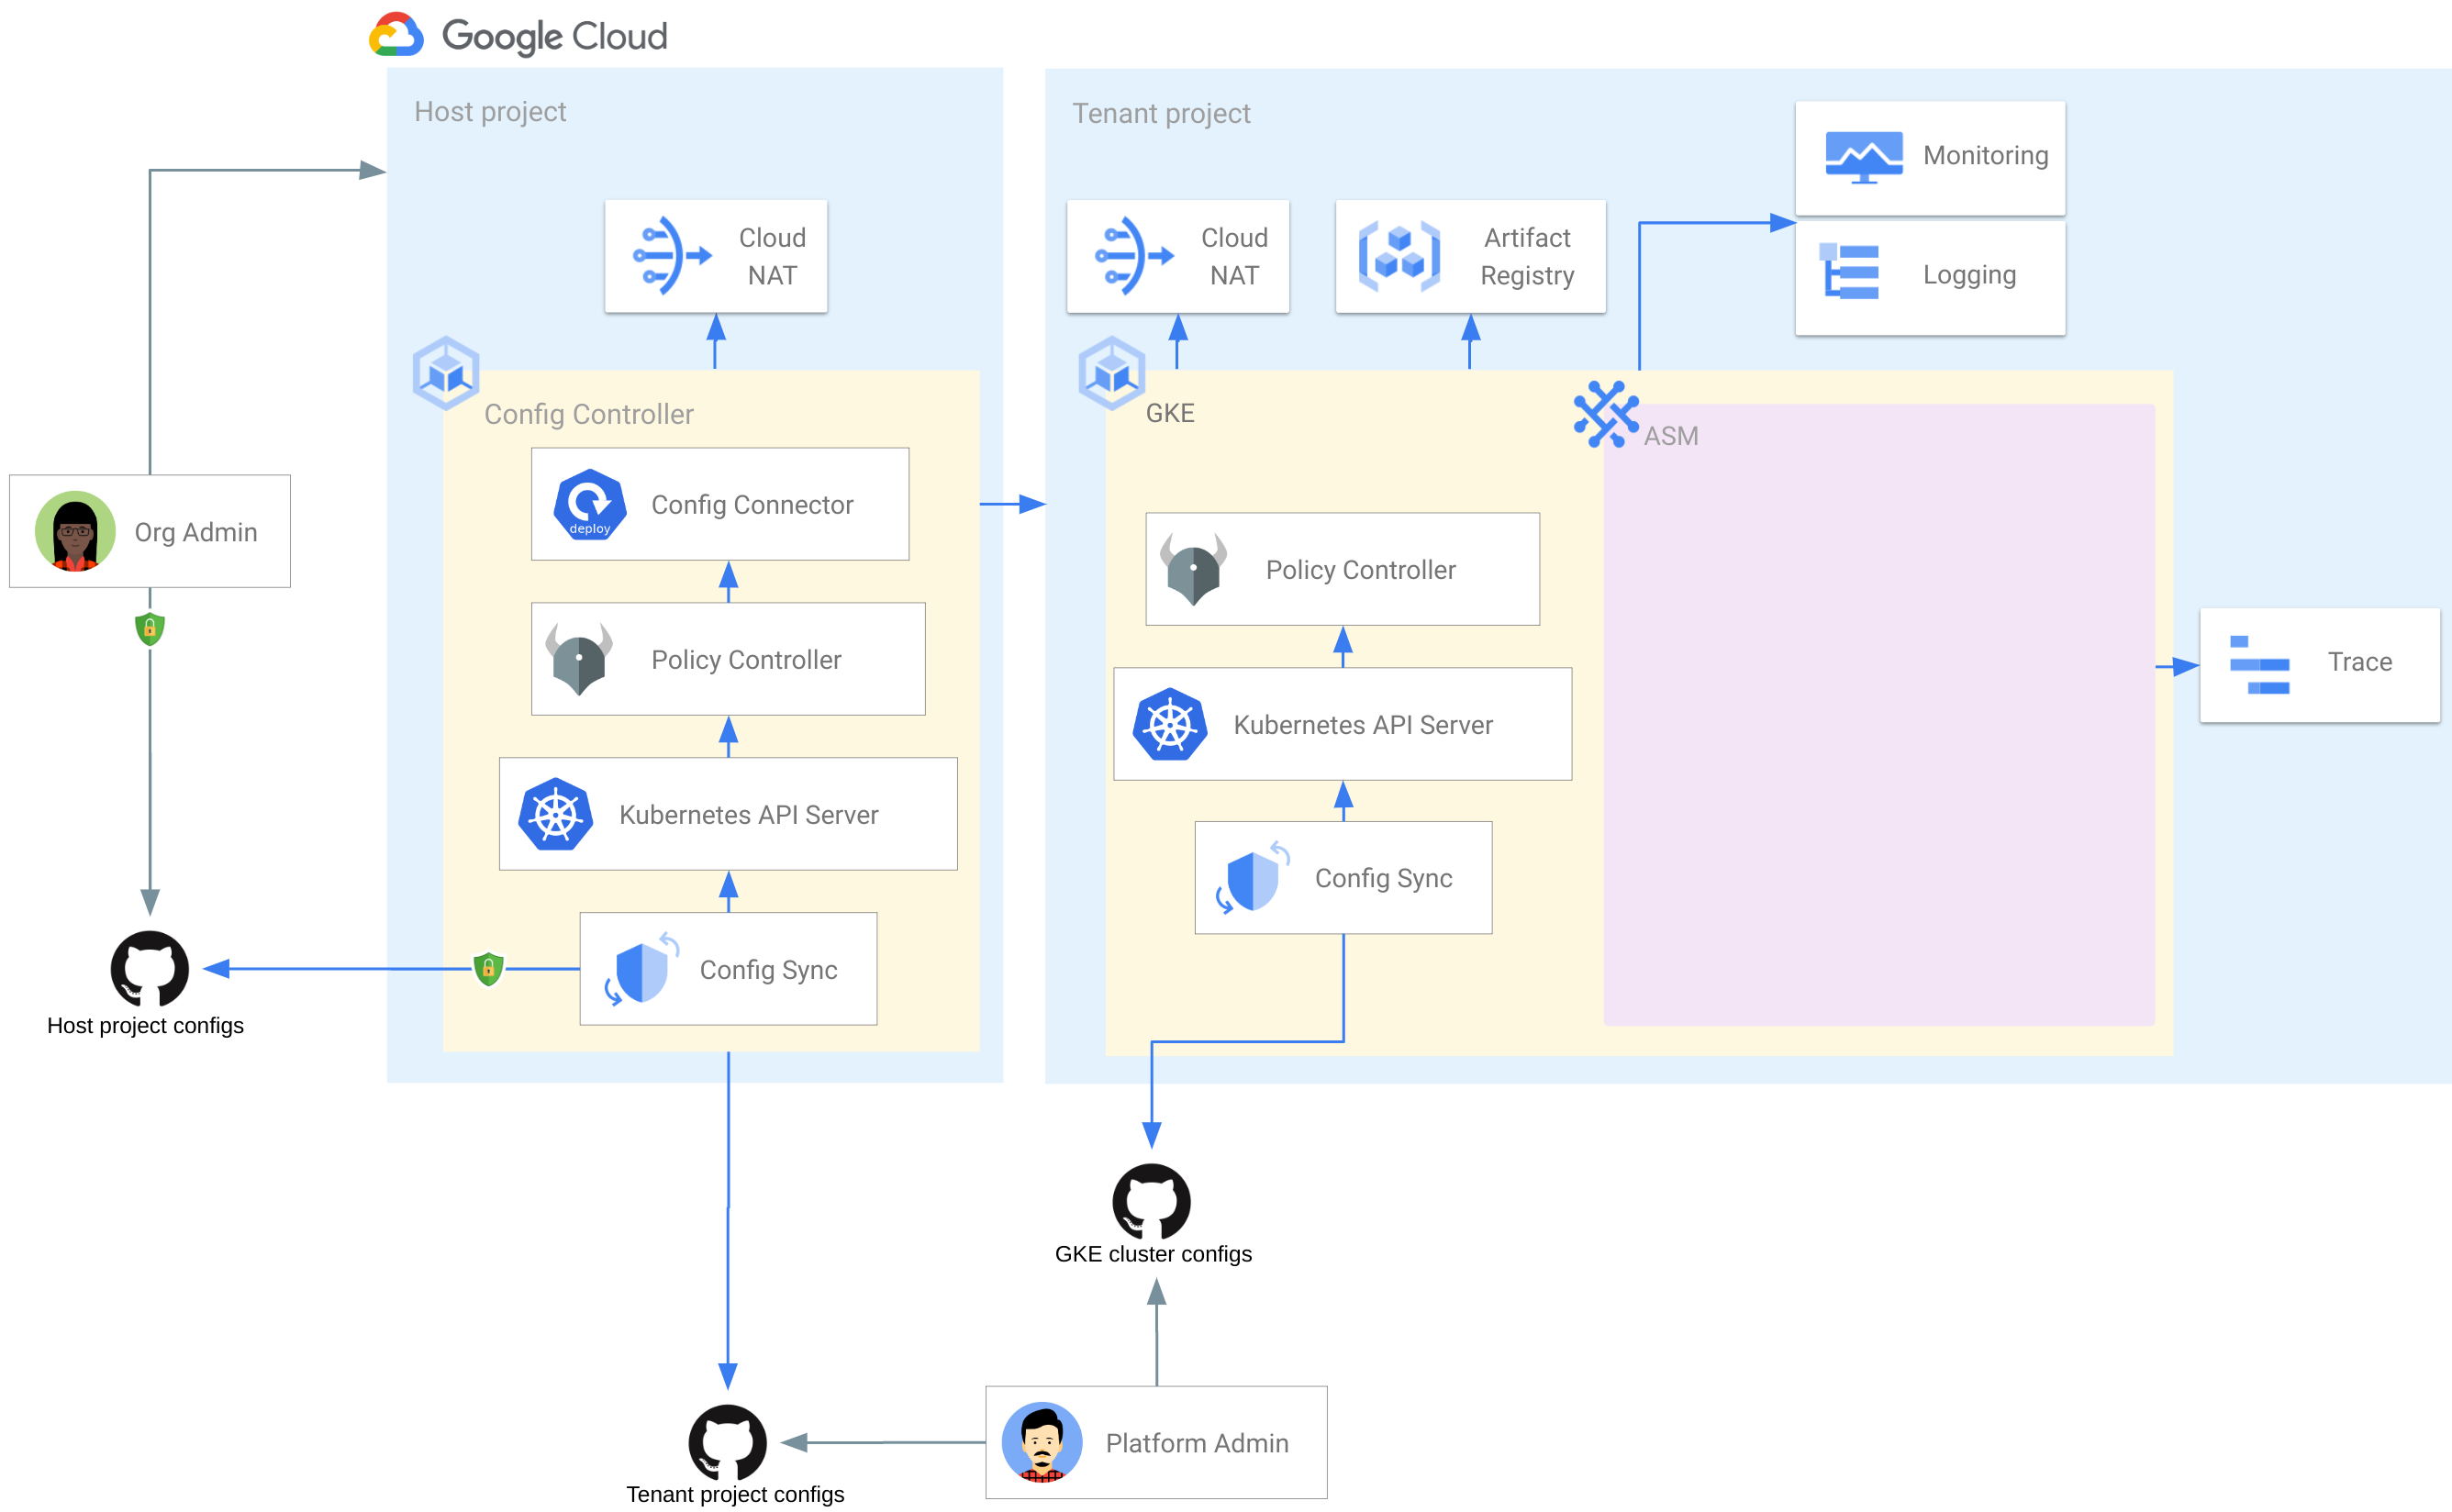 Google Cloud
Host project
Tenant project
Monitoring
Logging
Cloud
NAT
Cloud
NAT
Artifact
Registry
Config Controller
GKE
ASM
Config Connector
deploy
Org Admin
Policy Controller
Policy Controller
Kubernetes API Server
Trace
Kubernetes API Server
Config Sync
Config Sync
Host project configs
GKE cluster configs
Platform Admin
Tenant project configs